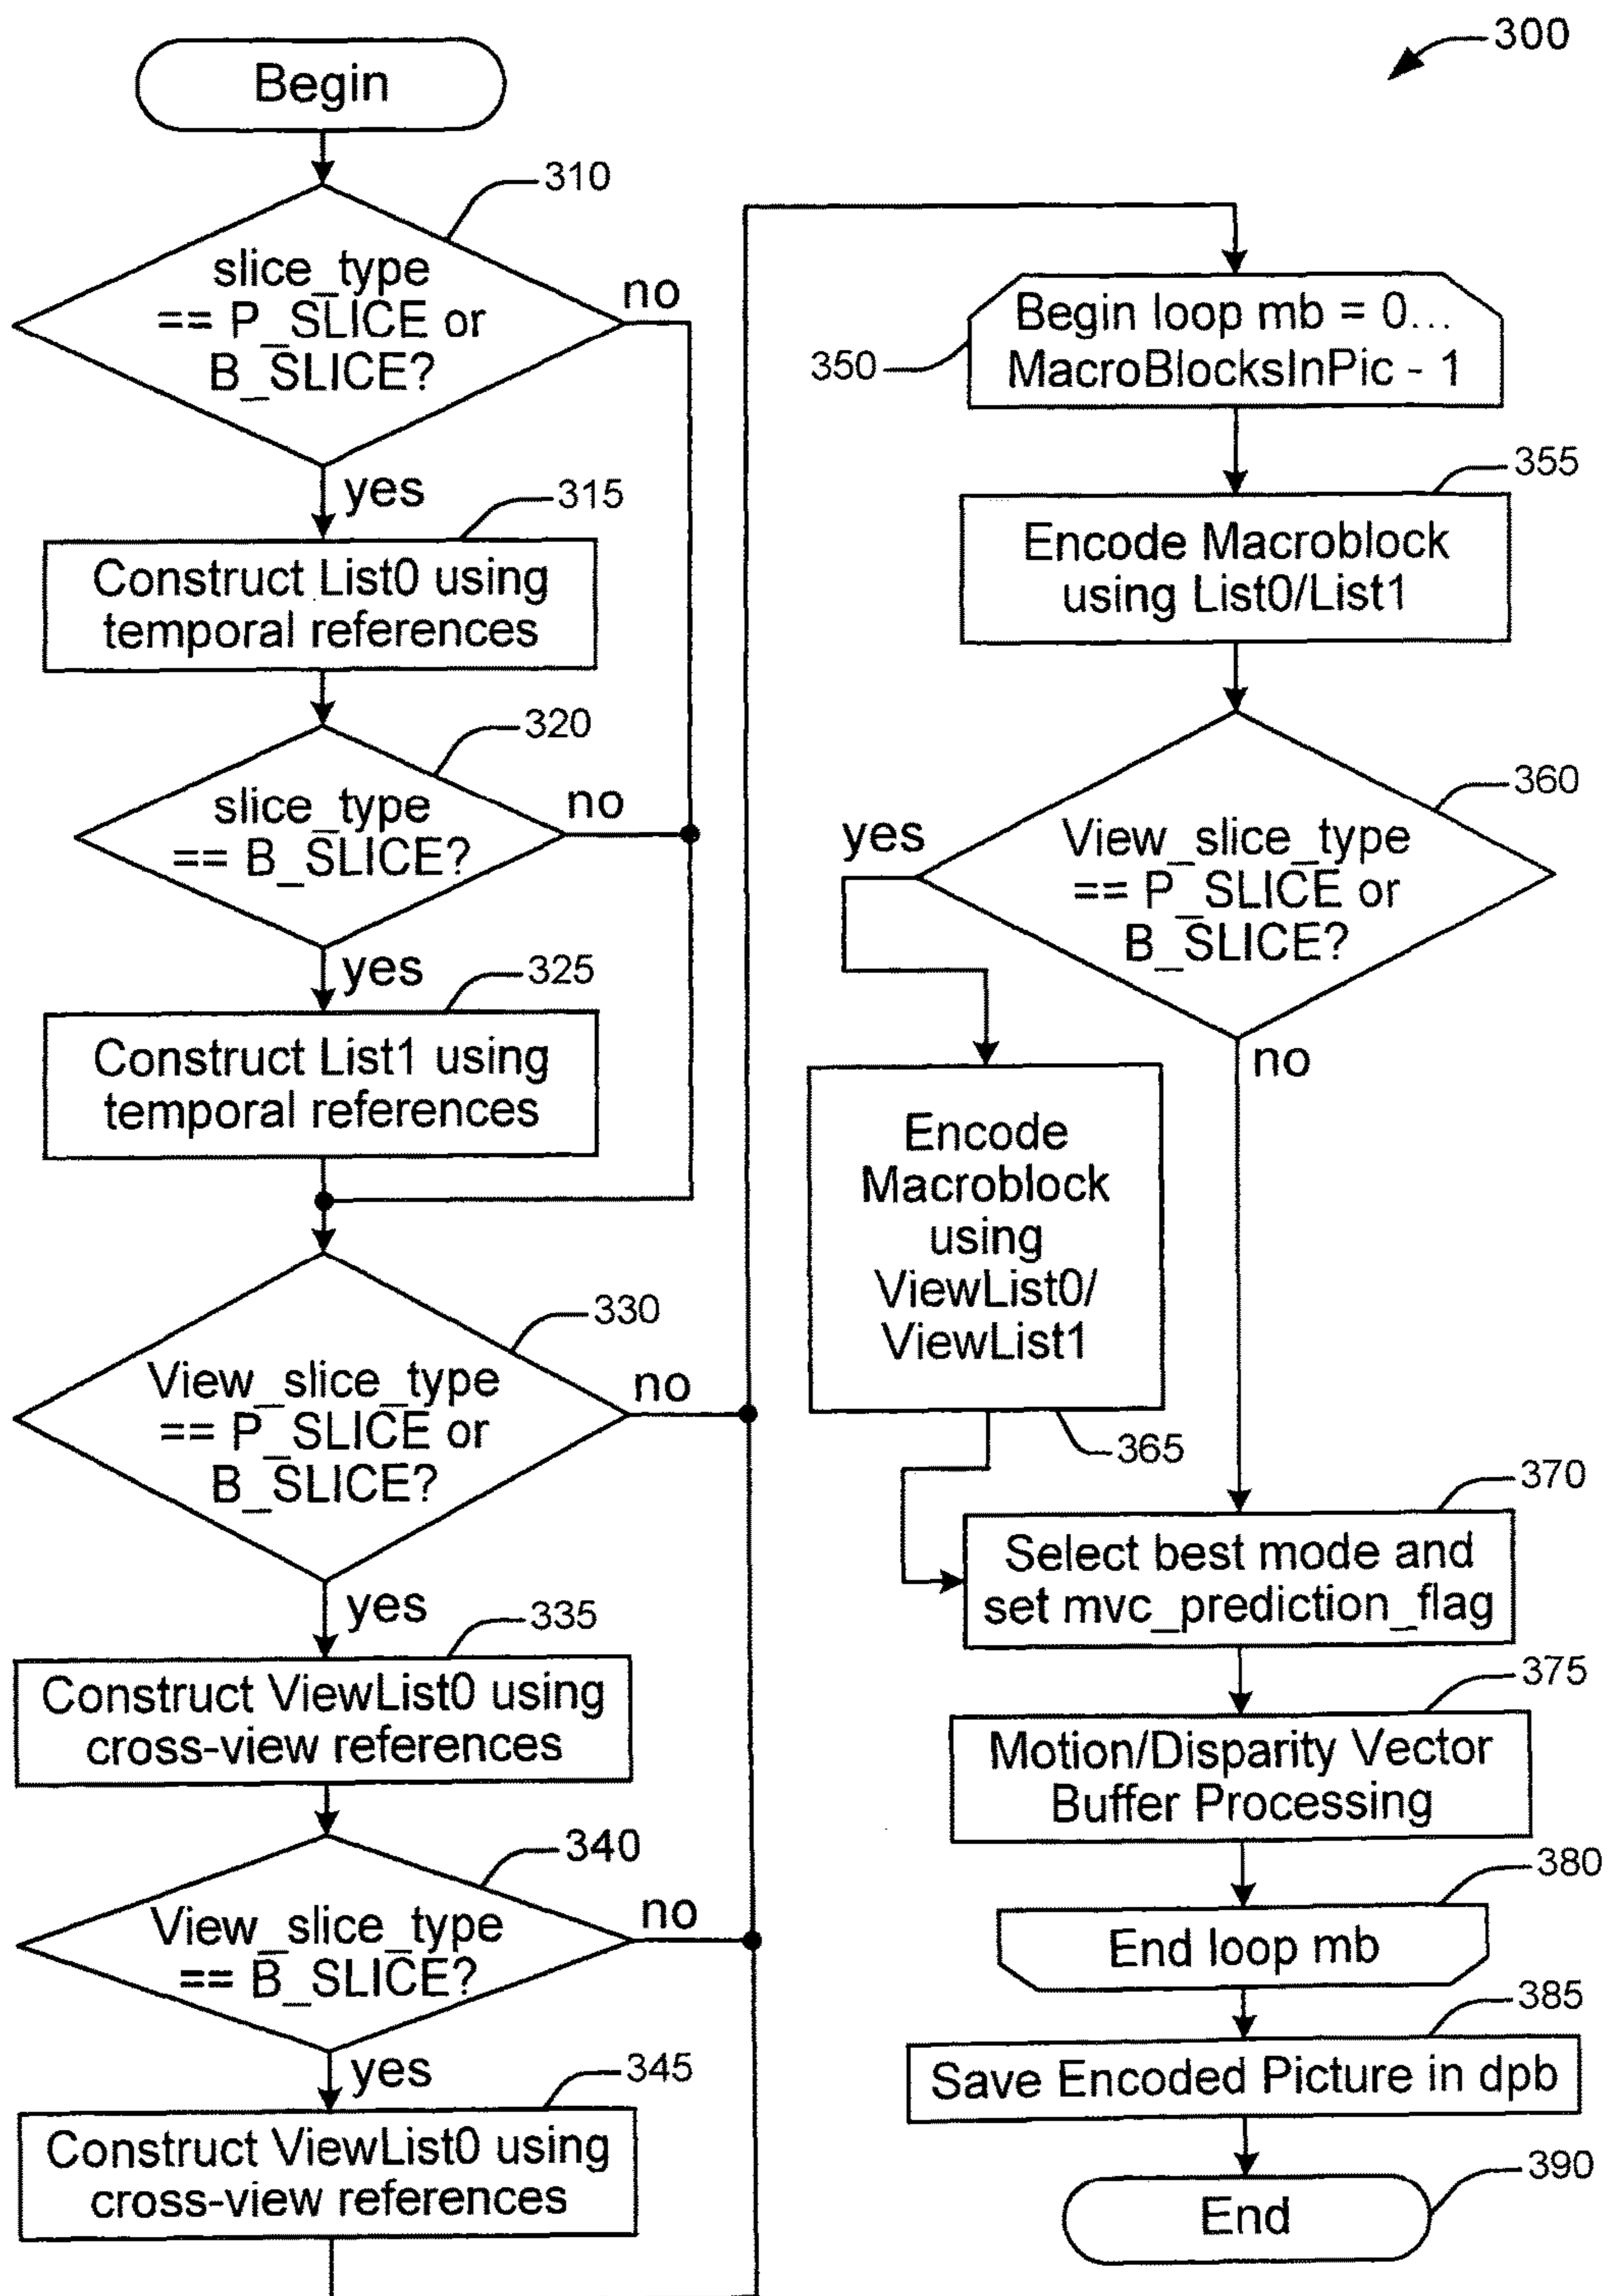 300
Begin
310
slice_type
== P_SLICE or
B_SLICE?
no
yes
315
Construct List0 using
temporal references
320
slice_type
== B_SLICE?
no
yes
325
Construct List1 using
temporal references
330
View_slice_type
== P_SLICE or
B_SLICE?
no
yes
335
Construct ViewList0 using
cross-view references
340
View_slice_type
== B_SLICE?
no
yes
345
Construct ViewList0 using
cross-view references
350
Begin loop mb = 0...
MacroBlocksInPic - 1
355
Encode Macroblock
using List0/List1
360
View_slice_type
== P_SLICE or
B_SLICE?
yes
no
Encode
Macroblock
using
ViewList0/
ViewList1
365
370
Select best mode and
set mvc_prediction_flag
375
Motion/Disparity Vector
Buffer Processing
380
End loop mb
385
Save Encoded Picture in dpb
390
End